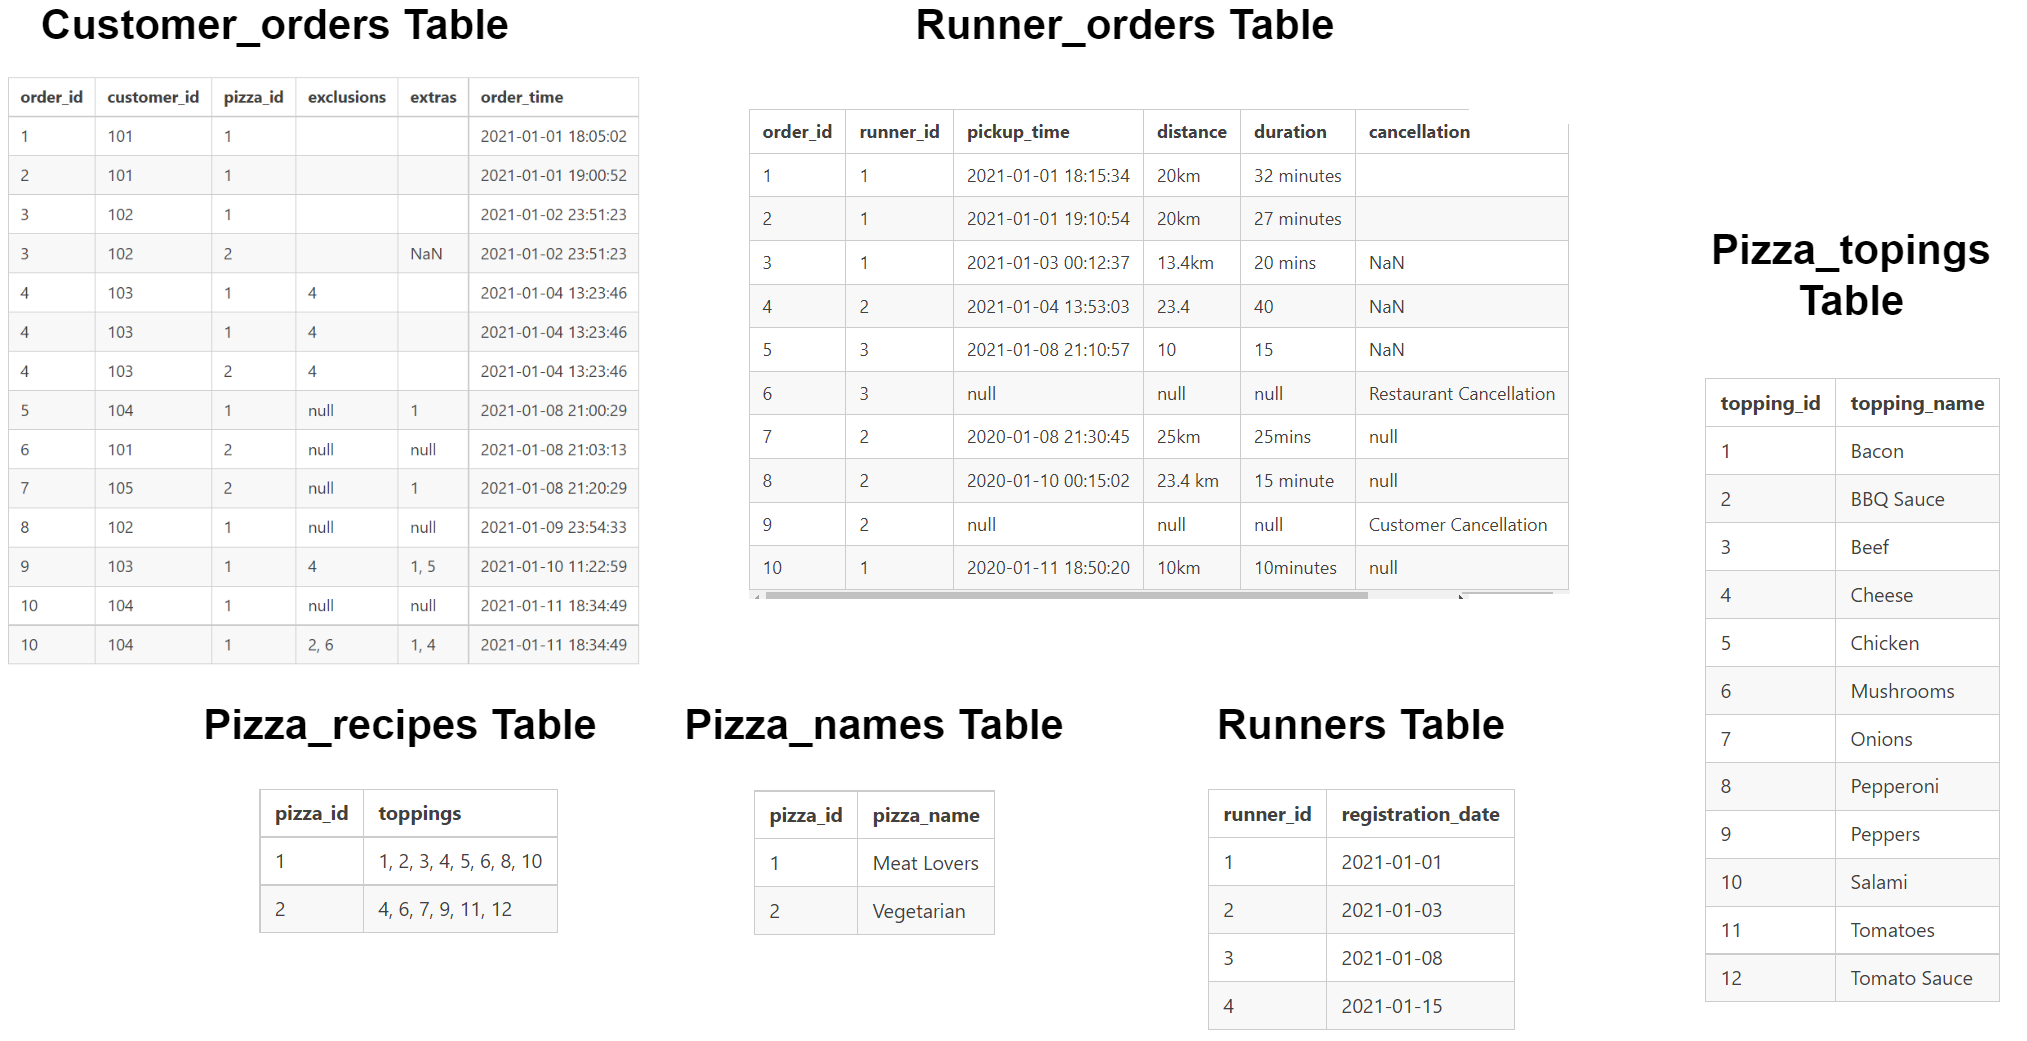 Customer_orders Table
order_id customer_id pizza_id exclusions extras order_time
1 101 1 2021-01-01 18:05:02
2 101 1 2021-01-01 19:00:52
3 102 1 2021-01-02 23:51:23
3 102 2 NaN 2021-01-02 23:51:23
4 103 1 4 2021-01-04 13:23:46
4 103 1 4 2021-01-04 13:23:46
4 103 2 4 2021-01-04 13:23:46
5 104 1 null 1 2021-01-08 21:00:29
6 101 2 null null 2021-01-08 21:03:13
7 105 2 null 1 2021-01-08 21:20:29
8 102 1 null null 2021-01-09 23:54:33
9 103 1 4 1, 5 2021-01-10 11:22:59
10 104 1 null null 2021-01-11 18:34:49
10 104 1 2, 6 1, 4 2021-01-11 18:34:49
Runner_orders Table
order_id runner_id pickup_time distance duration cancellation
1 1 2021-01-01 18:15:34 20km 32 minutes
2 1 2021-01-01 19:10:54 20km 27 minutes
3 1 2021-01-03 00:12:37 13.4km 20 mins NaN
4 2 2021-01-04 13:53:03 23.4 40 NaN
5 3 2021-01-08 21:10:57 10 15 NaN
6 3 null null null Restaurant Cancellation
7 2 2020-01-08 21:30:45 25km 25mins null
8 2 2020-01-10 00:15:02 23.4 km 15 minute null
9 2 null null null Customer Cancellation
10 1 2020-01-11 18:50:20 10km 10minutes null
Pizza_topings
Table
topping_id topping_name
1 Bacon
2 BBQ Sauce
3 Beef
4 Cheese
5 Chicken
6 Mushrooms
7 Onions
8 Pepperoni
9 Peppers
10 Salami
11 Tomatoes
12 Tomato Sauce
Pizza_recipes Table
pizza_id toppings
1 1, 2, 3, 4, 5, 6, 8, 10
2 4, 6, 7, 9, 11, 12
Pizza_names Table
pizza_id pizza_name
1 Meat Lovers
2 Vegetarian
Runners Table
runner_id registration_date
1 2021-01-01
2 2021-01-03
3 2021-01-08
4 2021-01-15